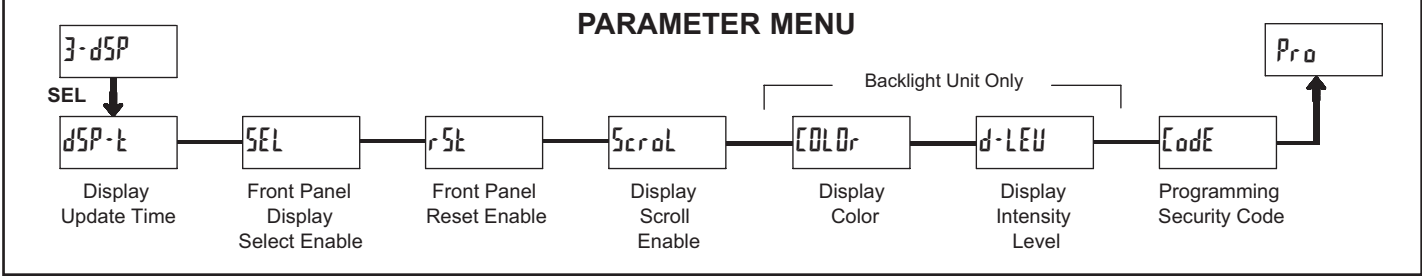 PARAMETER MENU
3-dSP
Pro
SEL
Backlight Unit Only
dSP-t
SEL
rSt
ScroL
COLOr
d-LEV
CodE
Display
Update Time
Front Panel
Display
Select Enable
Front Panel
Reset Enable
Display
Scroll
Enable
Display
Color
Display
Intensity
Level
Programming
Security Code